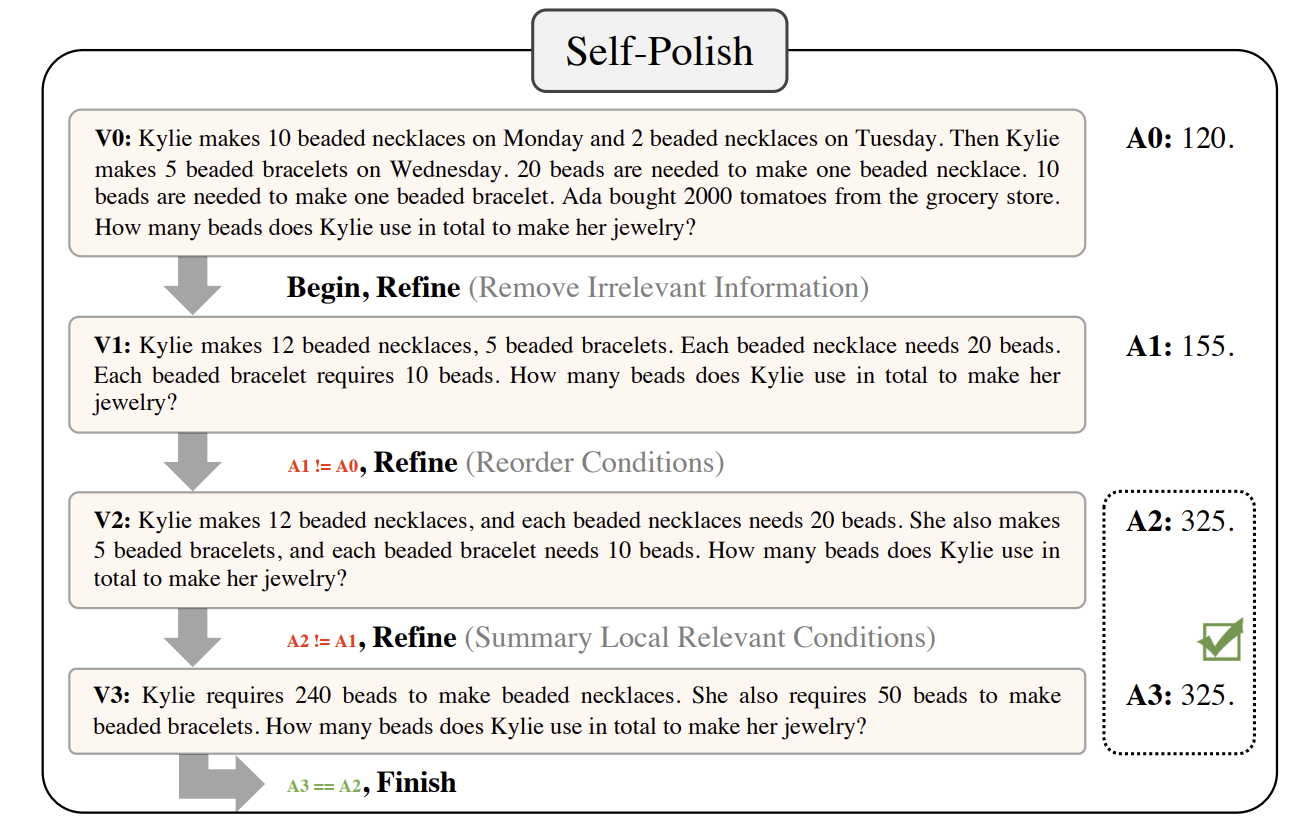 Self-Polish
V0: Kylie makes 10 beaded necklaces on Monday and 2 beaded necklaces on Tuesday. Then Kylie
makes 5 beaded bracelets on Wednesday. 20 beads are needed to make one beaded necklace. 10
beads are needed to make one beaded bracelet. Ada bought 2000 tomatoes from the grocery store.
How many beads does Kylie use in total to make her jewelry?
A0: 120.
Begin, Refine (Remove Irrelevant Information)
V1: Kylie makes 12 beaded necklaces, 5 beaded bracelets. Each beaded necklace needs 20 beads.
Each beaded bracelet requires 10 beads. How many beads does Kylie use in total to make her
jewelry?
A1: 155.
A1 != A0, Refine (Reorder Conditions)
V2: Kylie makes 12 beaded necklaces, and each beaded necklaces needs 20 beads. She also makes
5 beaded bracelets, and each beaded bracelet needs 10 beads. How many beads does Kylie use in
total to make her jewelry?
A2: 325.
A2 != A1, Refine (Summary Local Relevant Conditions)
V3: Kylie requires 240 beads to make beaded necklaces. She also requires 50 beads to make
beaded bracelets. How many beads does Kylie use in total to make her jewelry?
A3: 325.
A3 == A2, Finish